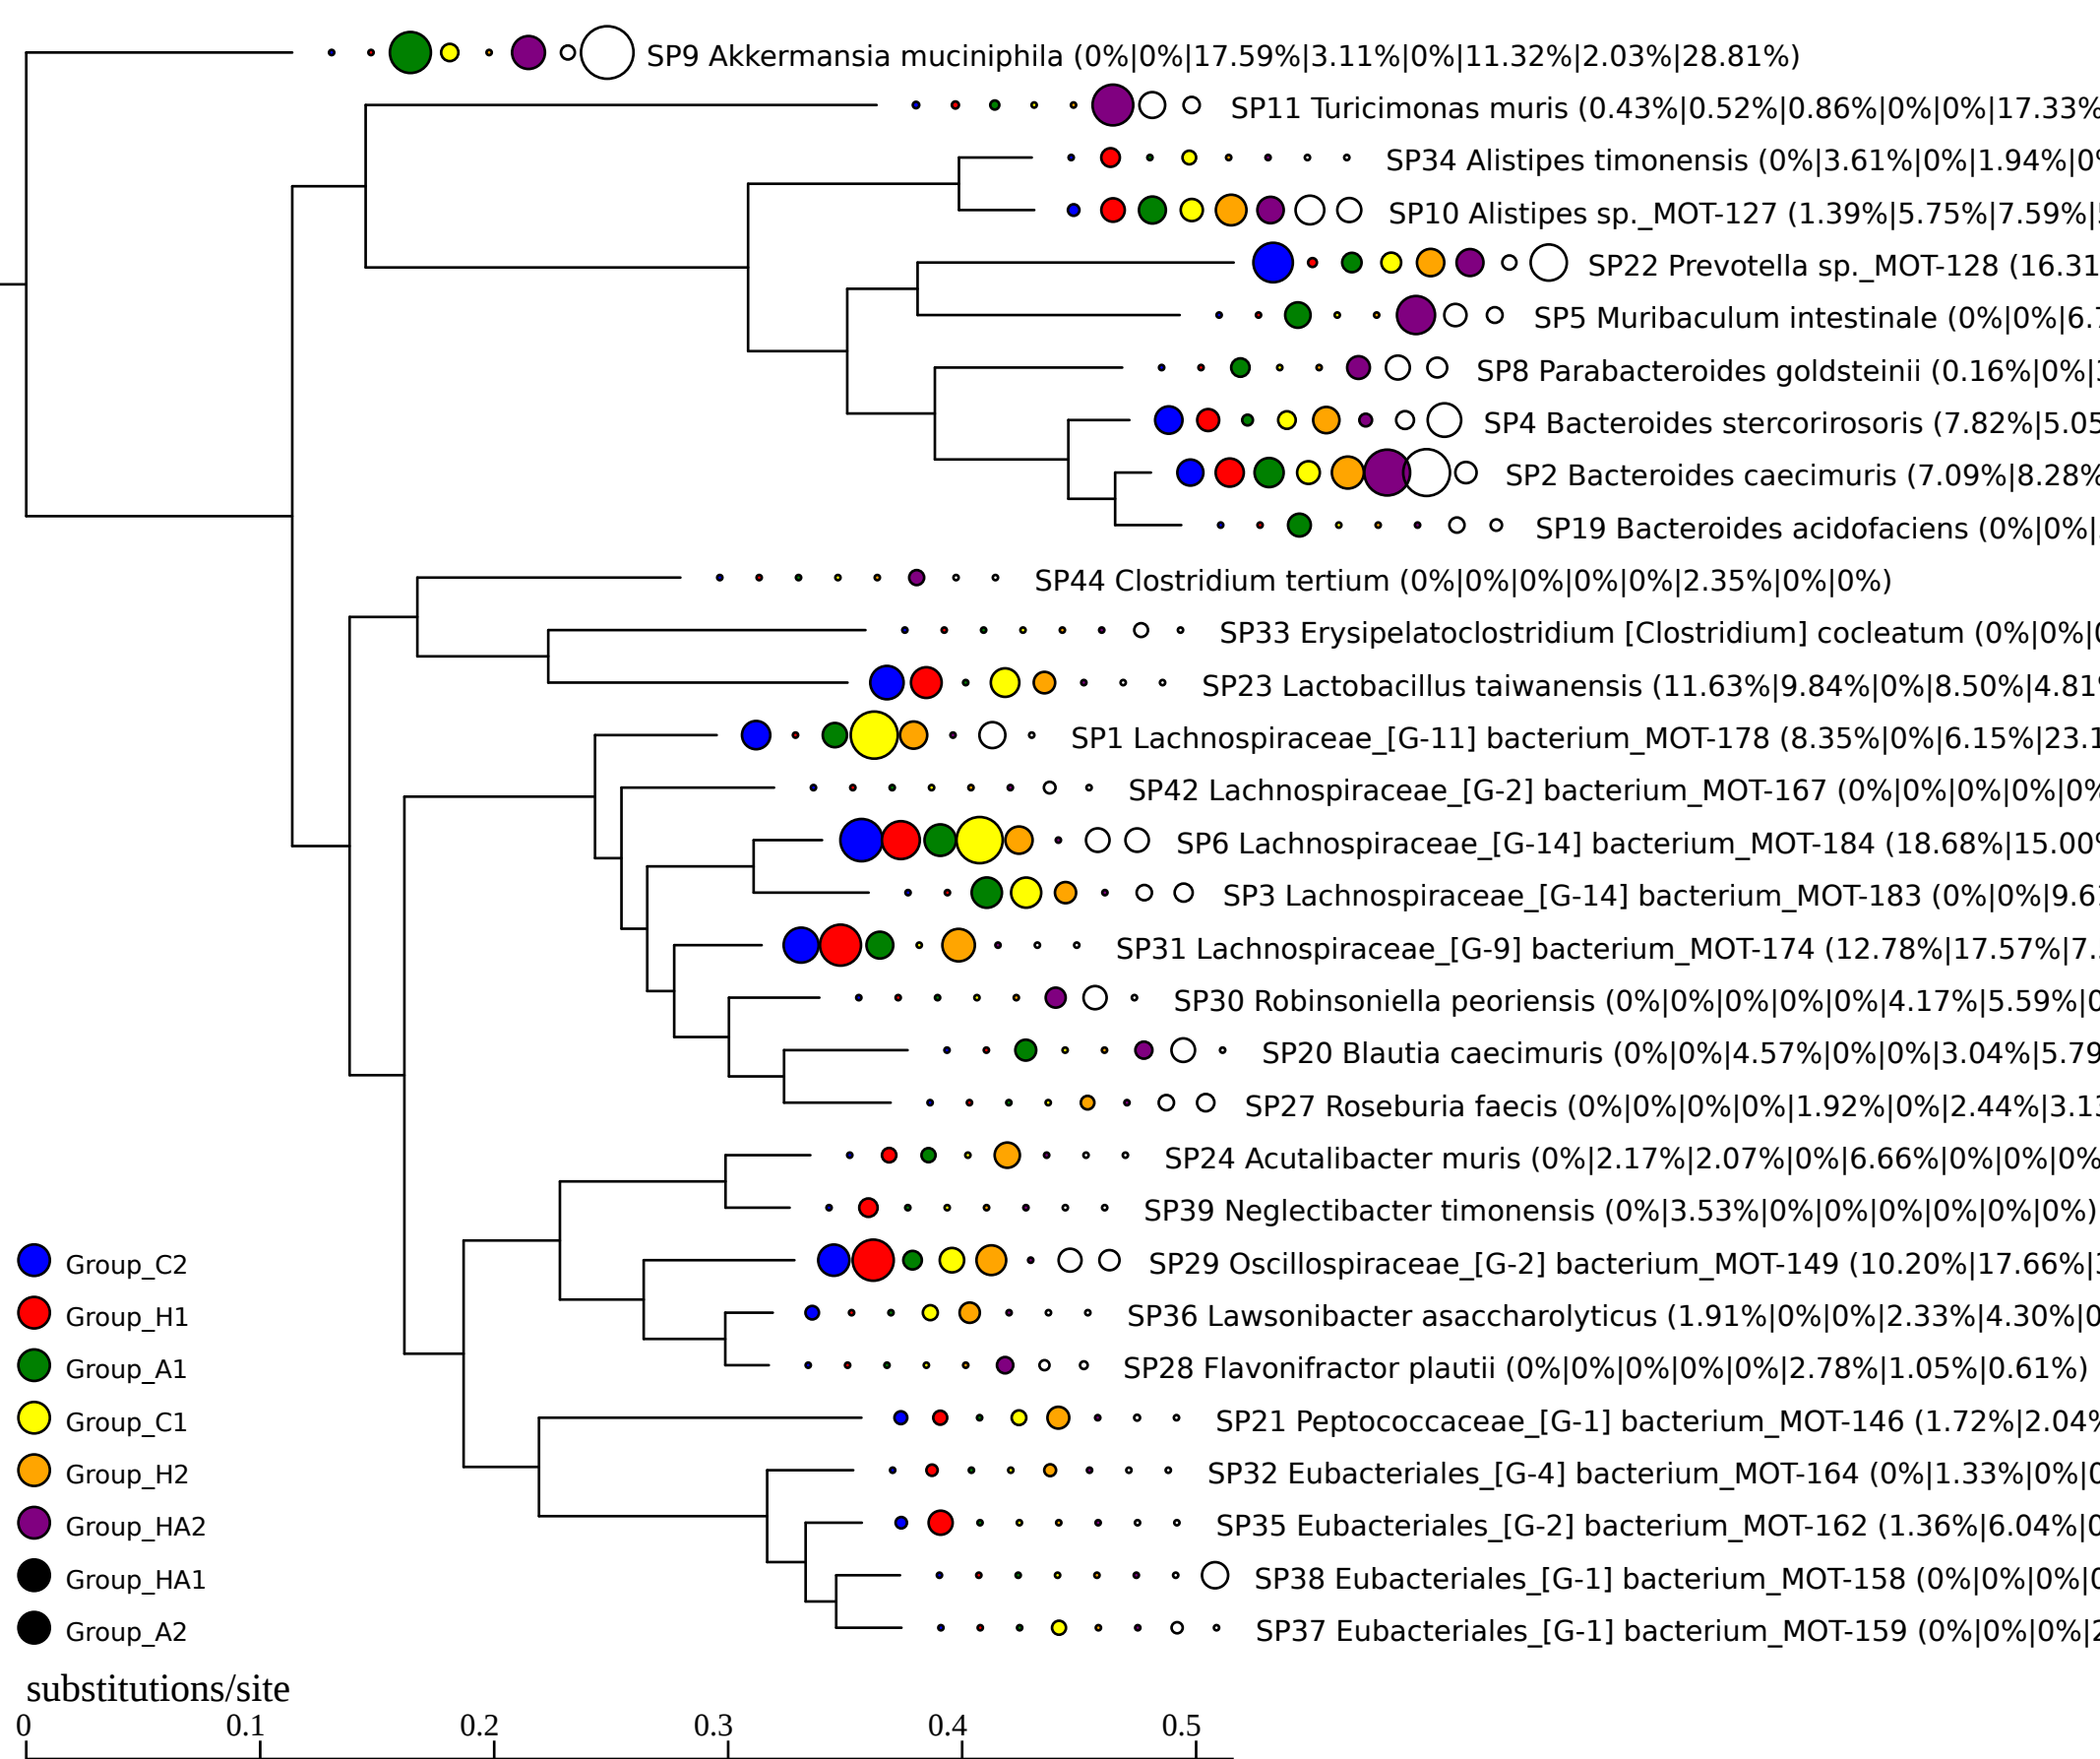 SP9 Akkermansia muciniphila (0%|0%|17.59%|3.11%|0%|11.32%|2.03%|28.81%)
SP11 Turicimonas muris (0.43%|0.52%|0.86%|0%|0%|17.33%
SP34 Alistipes timonensis (0%|3.61%|0%|1.94%|0%
SP10 Alistipes sp._MOT-127 (1.39%|5.75%|7.59%|
SP22 Prevotella sp._MOT-128 (16.31
SP5 Muribaculum intestinale (0%|0%|6.
SP8 Parabacteroides goldsteinii (0.16%|0%|
SP4 Bacteroides stercorirosoris (7.82%|5.05
SP2 Bacteroides caecimuris (7.09%|8.28%
SP19 Bacteroides acidofaciens (0%|0%|
SP44 Clostridium tertium (0%|0%|0%|0%|0%|2.35%|0%|0%)
SP33 Erysipelatoclostridium [Clostridium] cocleatum (0%|0%|
SP23 Lactobacillus taiwanensis (11.63%|9.84%|0%|8.50%|4.81%
SP1 Lachnospiraceae_[G-11] bacterium_MOT-178 (8.35%|0%|6.15%|23.1
SP42 Lachnospiraceae_[G-2] bacterium_MOT-167 (0%|0%|0%|0%|0%
SP6 Lachnospiraceae_[G-14] bacterium_MOT-184 (18.68%|15.00%
SP3 Lachnospiraceae_[G-14] bacterium_MOT-183 (0%|0%|9.6
SP31 Lachnospiraceae_[G-9] bacterium_MOT-174 (12.78%|17.57%|7.
SP30 Robinsoniella peoriensis (0%|0%|0%|0%|0%|4.17%|5.59%|0
SP20 Blautia caecimuris (0%|0%|4.57%|0%|0%|3.04%|5.79
SP27 Roseburia faecis (0%|0%|0%|0%|1.92%|0%|2.44%|3.13
SP24 Acutalibacter muris (0%|2.17%|2.07%|0%|6.66%|0%|0%|0%
SP39 Neglectibacter timonensis (0%|3.53%|0%|0%|0%|0%|0%|0%)
Group_C2
SP29 Oscillospiraceae_[G-2] bacterium_MOT-149 (10.20%|17.66%|
Group_H1
SP36 Lawsonibacter asaccharolyticus (1.91%|0%|0%|2.33%|4.30%|0
Group_A1
SP28 Flavonifractor plautii (0%|0%|0%|0%|0%|2.78%|1.05%|0.61%)
Group_C1
SP21 Peptococcaceae_[G-1] bacterium_MOT-146 (1.72%|2.04%
Group_H2
SP32 Eubacteriales_[G-4] bacterium_MOT-164 (0%|1.33%|0%|0
Group_HA2
SP35 Eubacteriales_[G-2] bacterium_MOT-162 (1.36%|6.04%|0
Group_HA1
SP38 Eubacteriales_[G-1] bacterium_MOT-158 (0%|0%|0%|0
Group_A2
SP37 Eubacteriales_[G-1] bacterium_MOT-159 (0%|0%|0%|2
substitutions/site
0 0.1 0.2 0.3 0.4 0.5